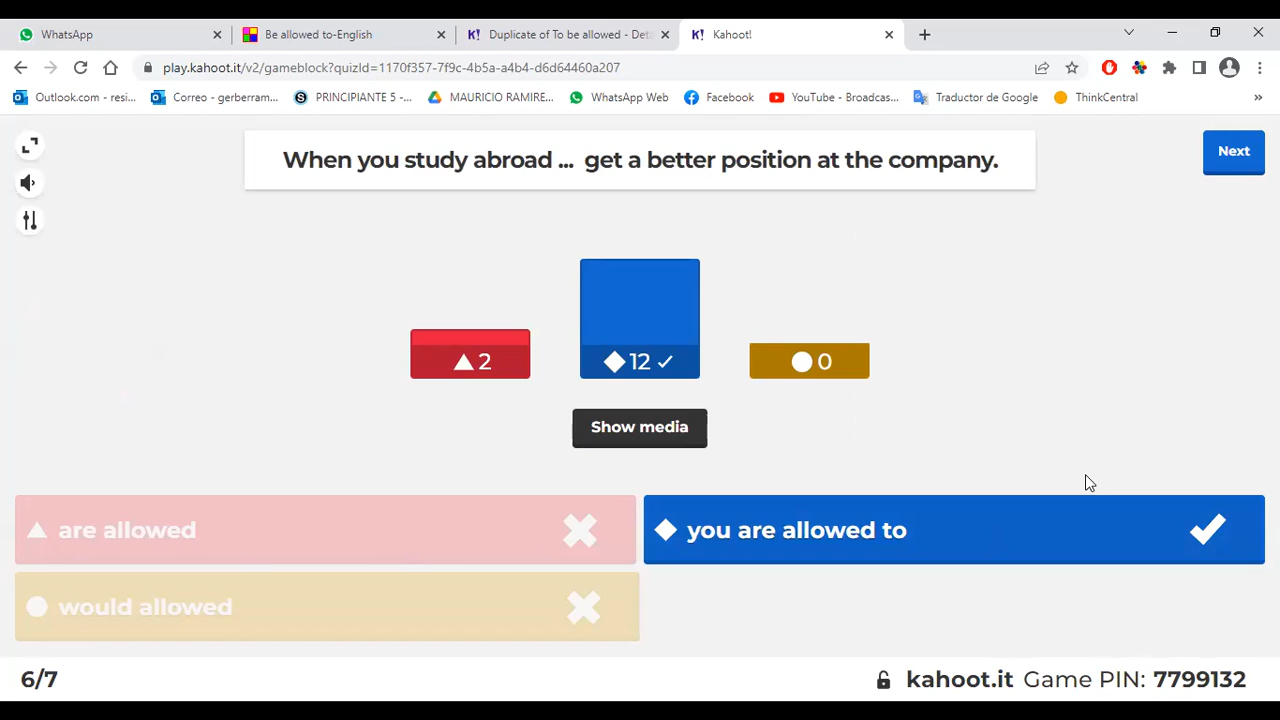 WhatsApp
Be allowed to-English
Duplicate of To be allowed - Deta
Kahoot!
play.kahoot.it/v2/gameblock?quizId=1170f357-7f9c-4b5a-a4b4-d6d64460a207
Outlook.com - resi...
Correo - gerberram...
PRINCIPIANTE 5 -...
MAURICIO RAMIRE...
WhatsApp Web
Facebook
YouTube - Broadcas...
Traductor de Google
ThinkCentral
When you study abroad ... get a better position at the company.
Next
2
12
0
Show media
are allowed
you are allowed to
would allowed
6/7
kahoot.it Game PIN: 7799132